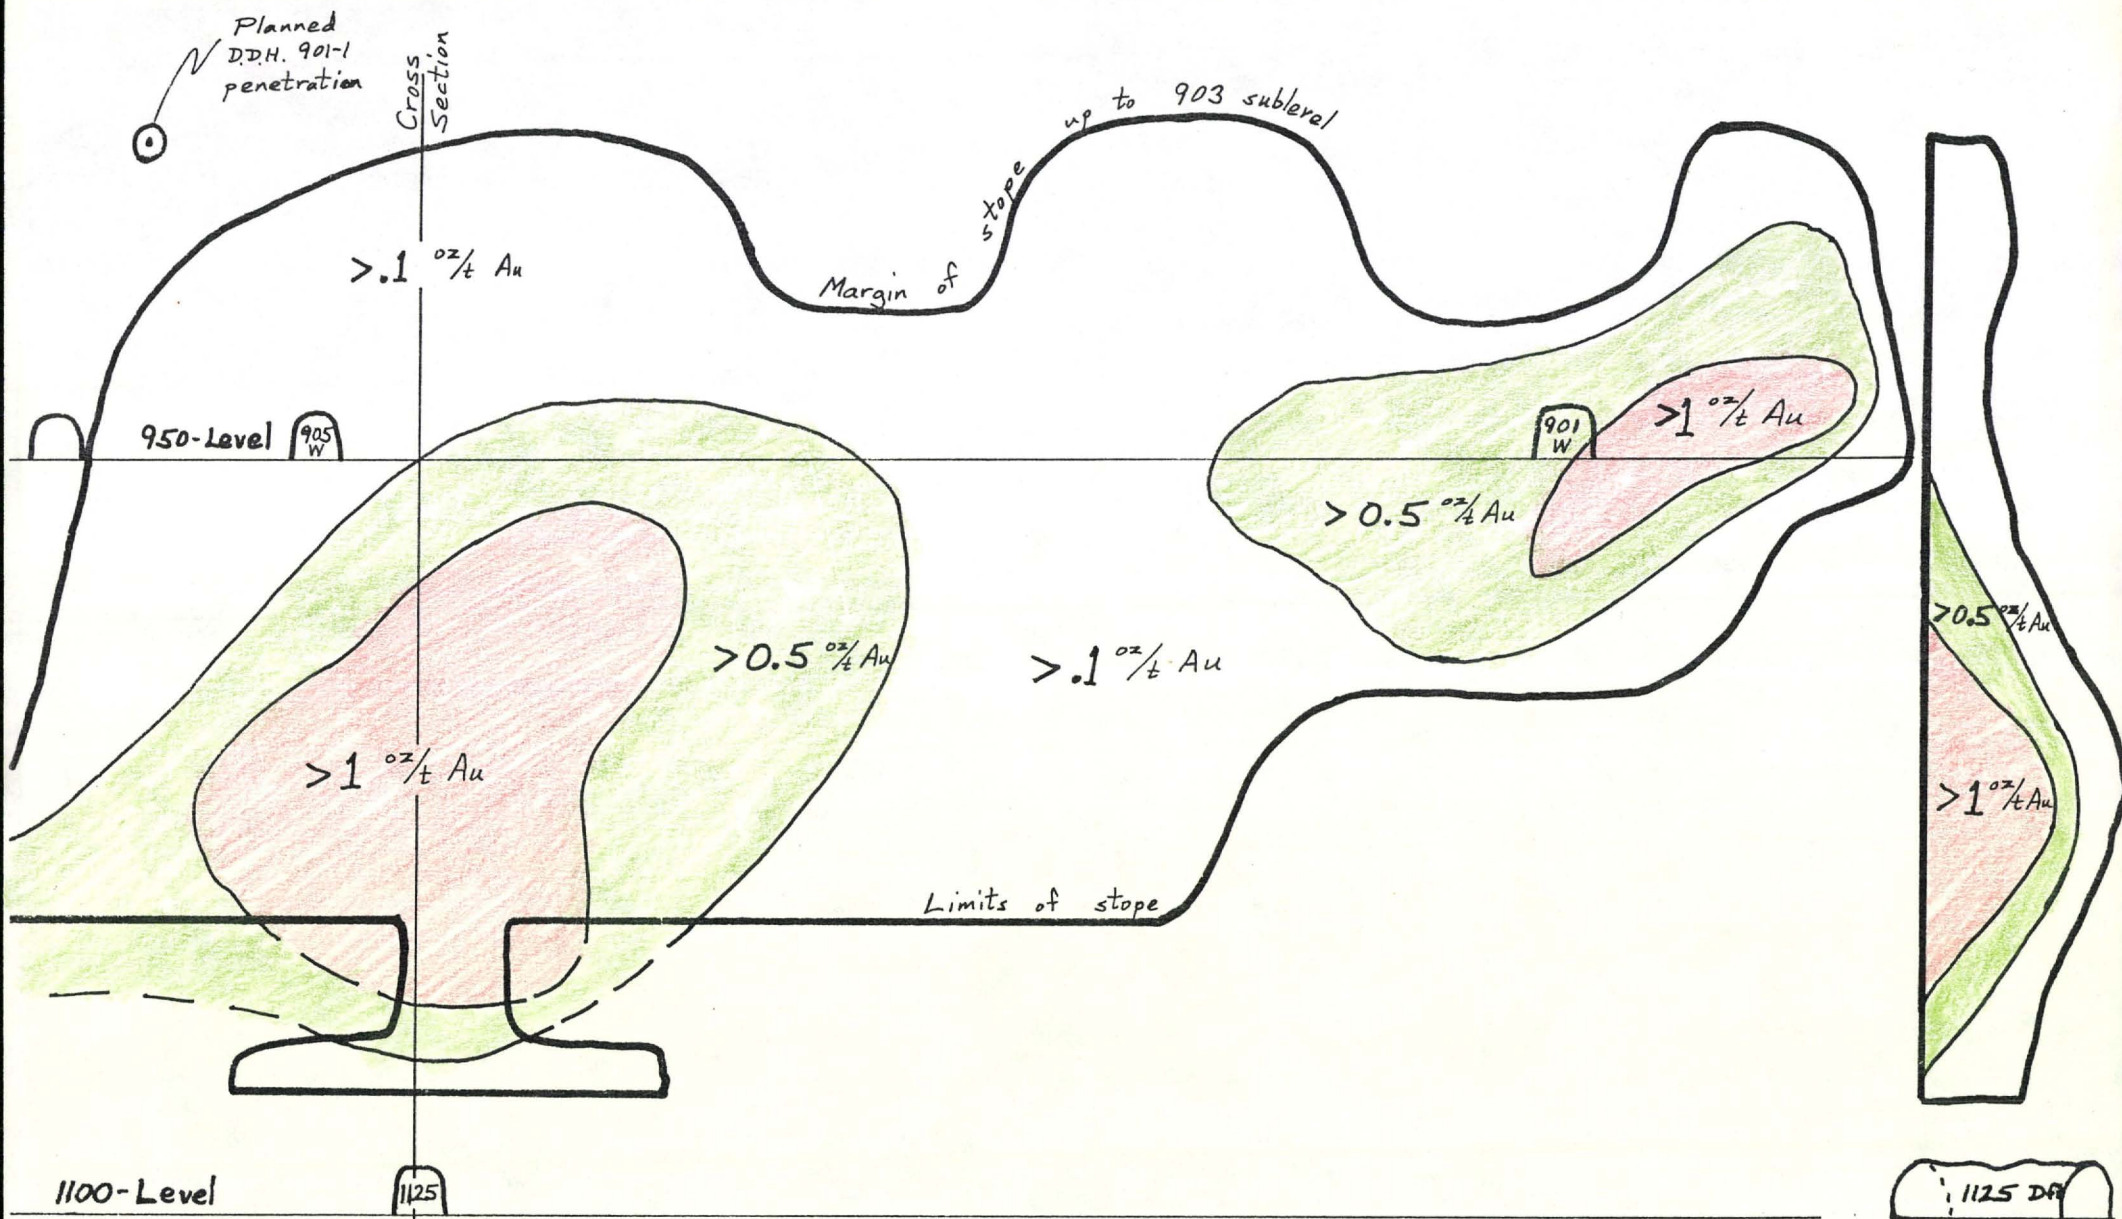 Planned
D.D.H. 901-1
penetration
Cross
Section
Margin of stope up to 903 sublevel
>.1 oz/t Au
950-Level
905
W
901
W
>1 oz/t Au
>0.5 oz/t Au
>0.5 oz/t Au
>.1 oz/t Au
>1 oz/t Au
>0.5 oz/t Au
>1 oz/t Au
Limits of stope
1100-Level
1125
1125 Dft